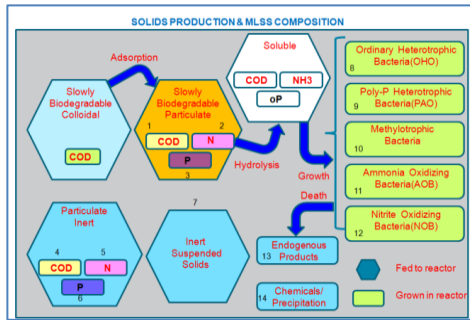 SOLIDS PRODUCTION & MLSS COMPOSITION
Adsorption
Slowly
Biodegradable
Colloidal
COD
Slowly
Biodegradable
Particulate
1
2
COD
N
P
3
Hydrolysis
Soluble
COD
NH3
oP
Growth
Death
Ordinary Heterotrophic
8
Bacteria(OHO)
Poly-P Heterotrophic
9
Bacteria(PAO)
Methylotrophic
10
Bacteria
Ammonia Oxidizing
11
Bacteria(AOB)
Nitrite Oxidizing
12
Bacteria(NOB)
Particulate
Inert
4
5
COD
N
P
6
7
Inert
Suspended
Solids
Endogenous
13
Products
Chemicals/
14
Precipitation
Fed to reactor
Grown in reactor